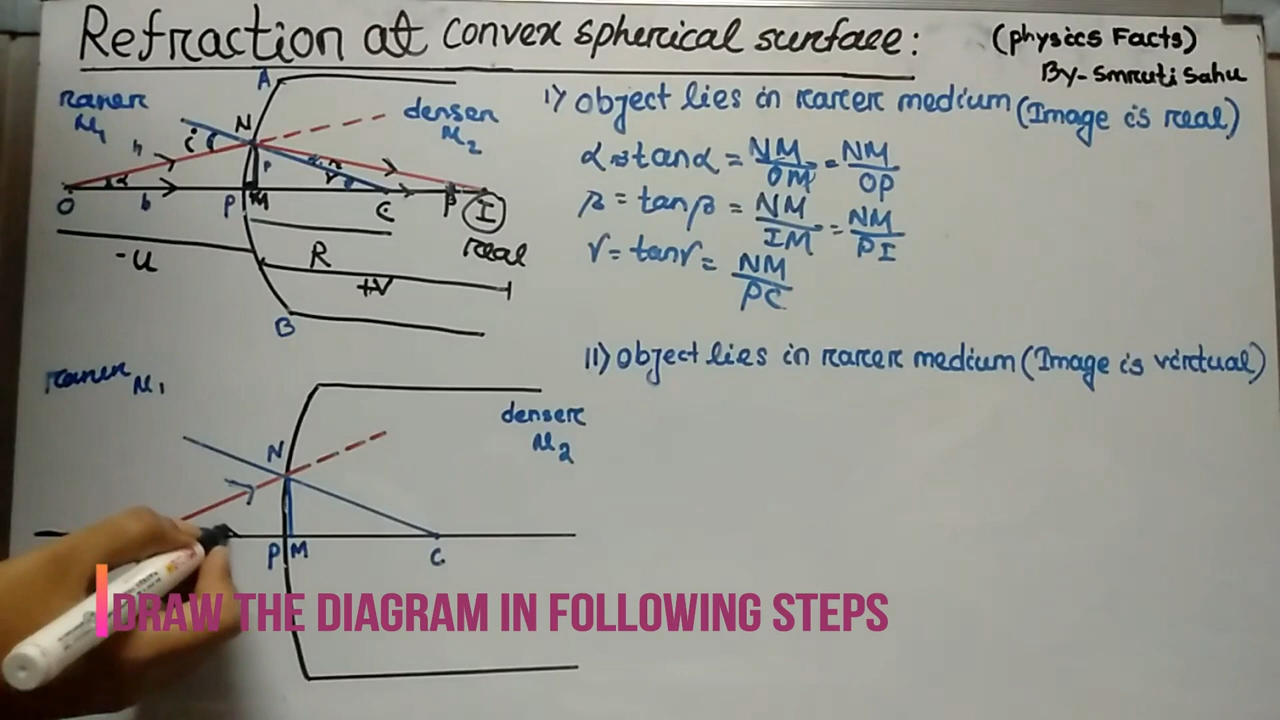 Refraction at convex spherical surface:
(physics Facts)
By-Smruti Sahu
A
rarer
μ1
N
denser
μ2
i
h
α
r
γ
O
b
P
M
C
β
I
real
-u
R
+V
B
1) object lies in rarer medium (Image is real)
α = tanα = NM/OM = NM/OP
β = tanβ = NM/IM = NM/PI
γ = tanγ = NM/PC
11) object lies in rarer medium (Image is virtual)
rarer μ1
denser
μ2
N
P
M
C
DRAW THE DIAGRAM IN FOLLOWING STEPS